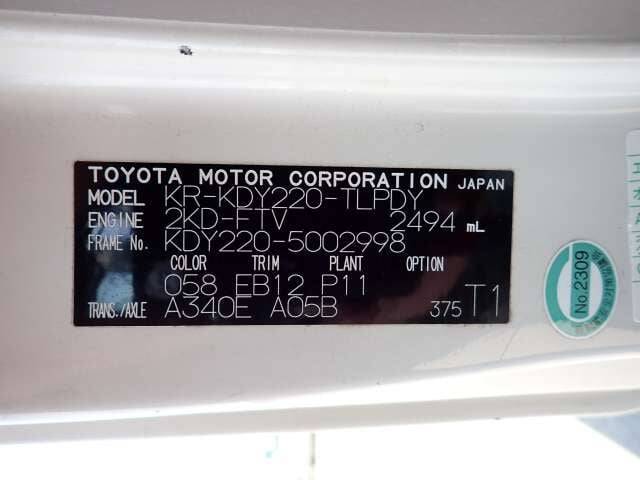 TOYOTA MOTOR CORPORATION JAPAN
MODEL KR-KDY220-TLPDY
ENGINE 2KD-FTV 2494 mL
FRAME No. KDY220-5002998
COLOR TRIM PLANT OPTION
058 EB12 P11
TRANS./AXLE A340E A05B 375 T1
No.2309